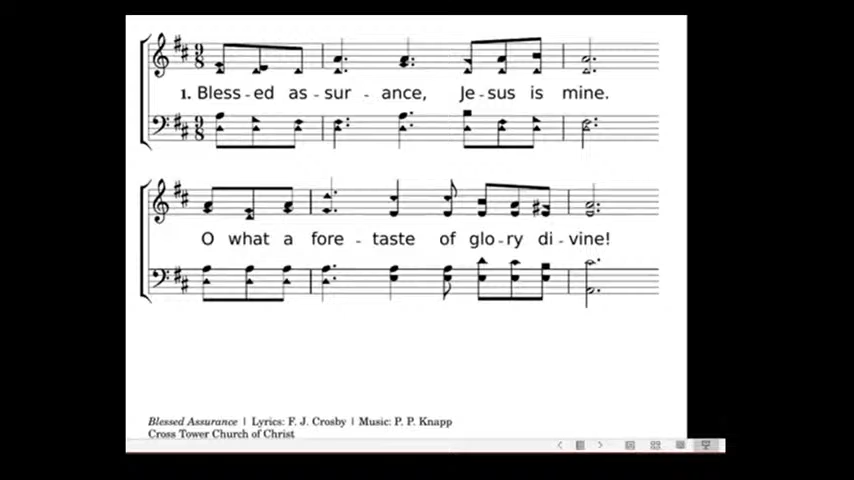 1. Bless - ed as - sur - ance, Je - sus is mine.
O what a fore - taste of glo - ry di - vine!
Blessed Assurance | Lyrics: F. J. Crosby | Music: P. P. Knapp
Cross Tower Church of Christ